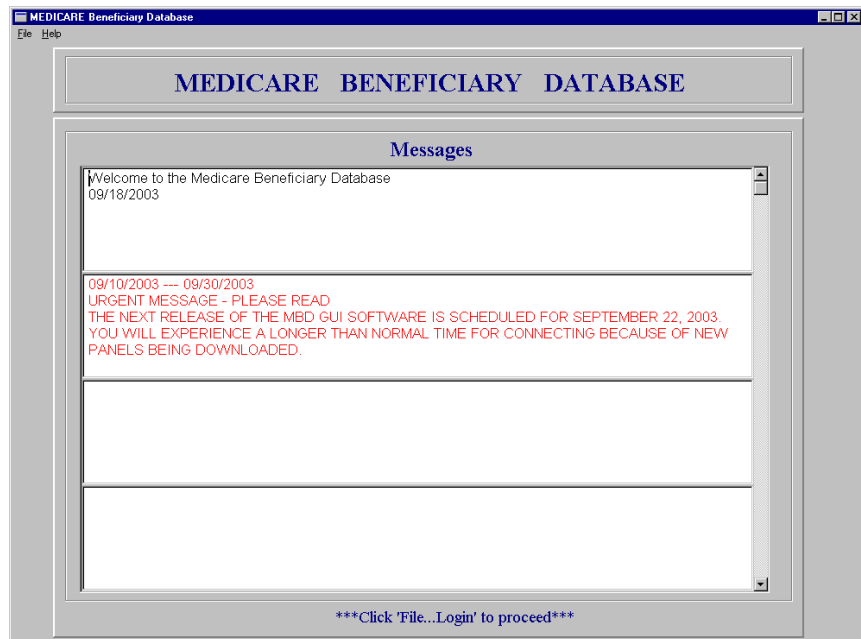 MEDICARE Beneficiary Database
File Help
MEDICARE BENEFICIARY DATABASE
Messages
Welcome to the Medicare Beneficiary Database
09/18/2003
09/10/2003 --- 09/30/2003
URGENT MESSAGE - PLEASE READ
THE NEXT RELEASE OF THE MBD GUI SOFTWARE IS SCHEDULED FOR SEPTEMBER 22, 2003.
YOU WILL EXPERIENCE A LONGER THAN NORMAL TIME FOR CONNECTING BECAUSE OF NEW
PANELS BEING DOWNLOADED.
***Click 'File...Login' to proceed***